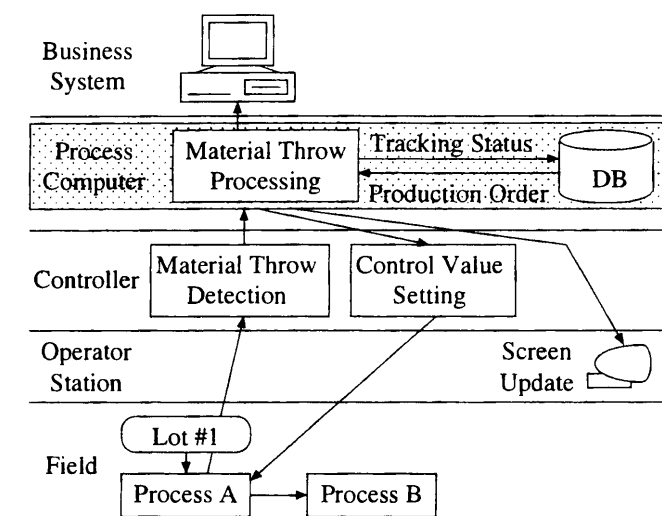 Business
System
Process
Computer
Material Throw
Processing
Tracking Status
Production Order
DB
Controller
Material Throw
Detection
Control Value
Setting
Operator
Station
Screen
Update
Lot #1
Field
Process A
Process B